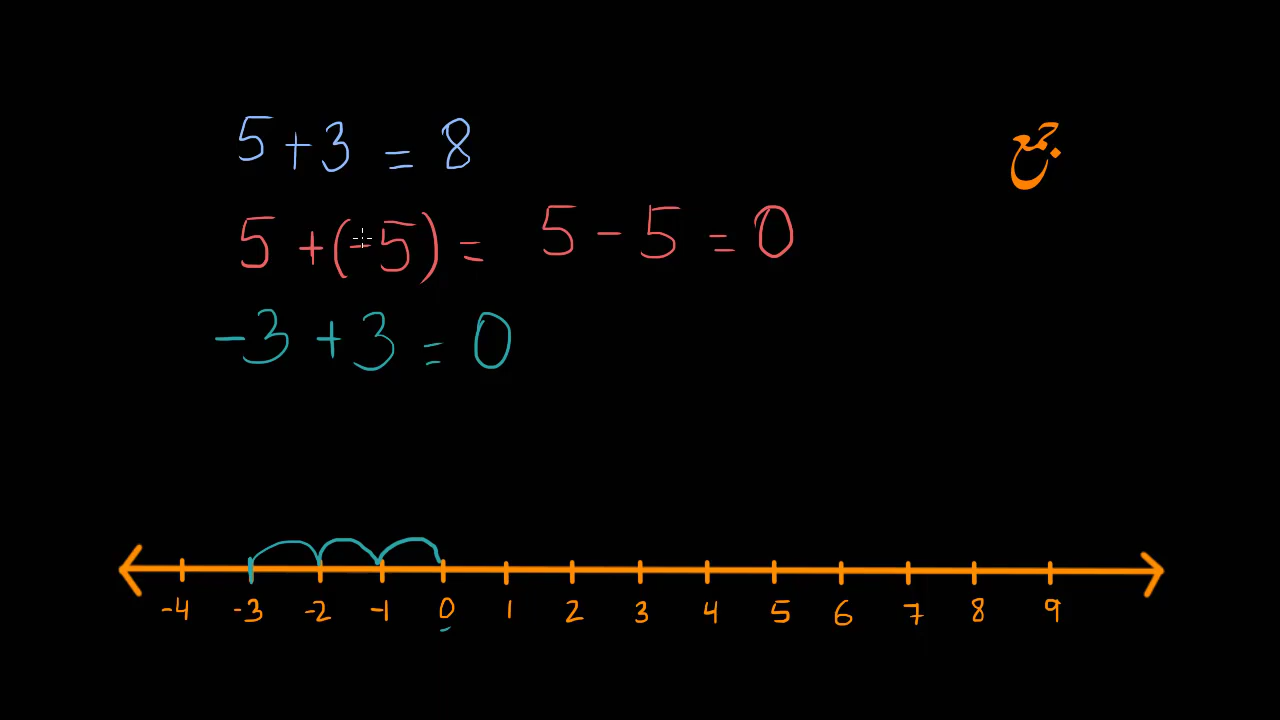 5 + 3 = 8
5 + (-5) = 5 - 5 = 0
-3 + 3 = 0
-4 -3 -2 -1 0 1 2 3 4 5 6 7 8 9